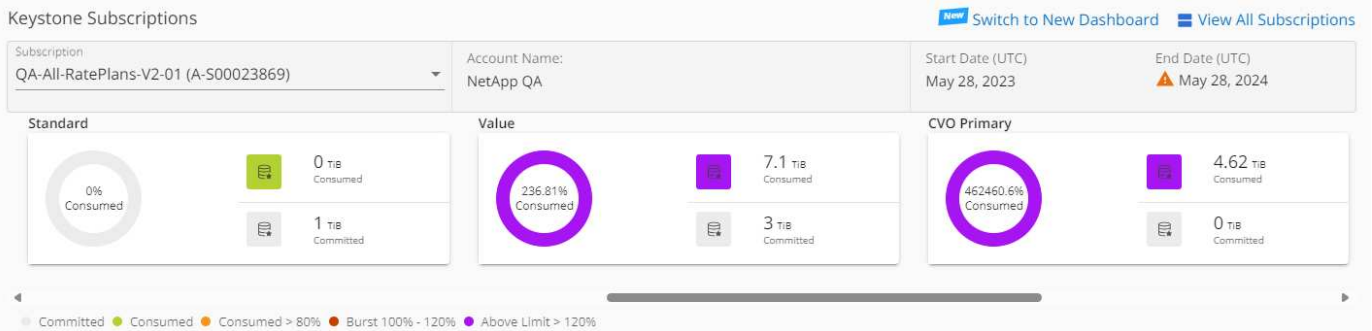 Keystone Subscriptions
New Switch to New Dashboard View All Subscriptions
Subscription
QA-All-RatePlans-V2-01 (A-S00023869)
Account Name:
NetApp QA
Start Date (UTC)
May 28, 2023
End Date (UTC)
May 28, 2024
Standard
0%
Consumed
0 TiB
Consumed
1 TiB
Committed
Value
236.81%
Consumed
7.1 TiB
Consumed
3 TiB
Committed
CVO Primary
462460.6%
Consumed
4.62 TiB
Consumed
0 TiB
Committed
Committed Consumed Consumed > 80% Burst 100% - 120% Above Limit > 120%